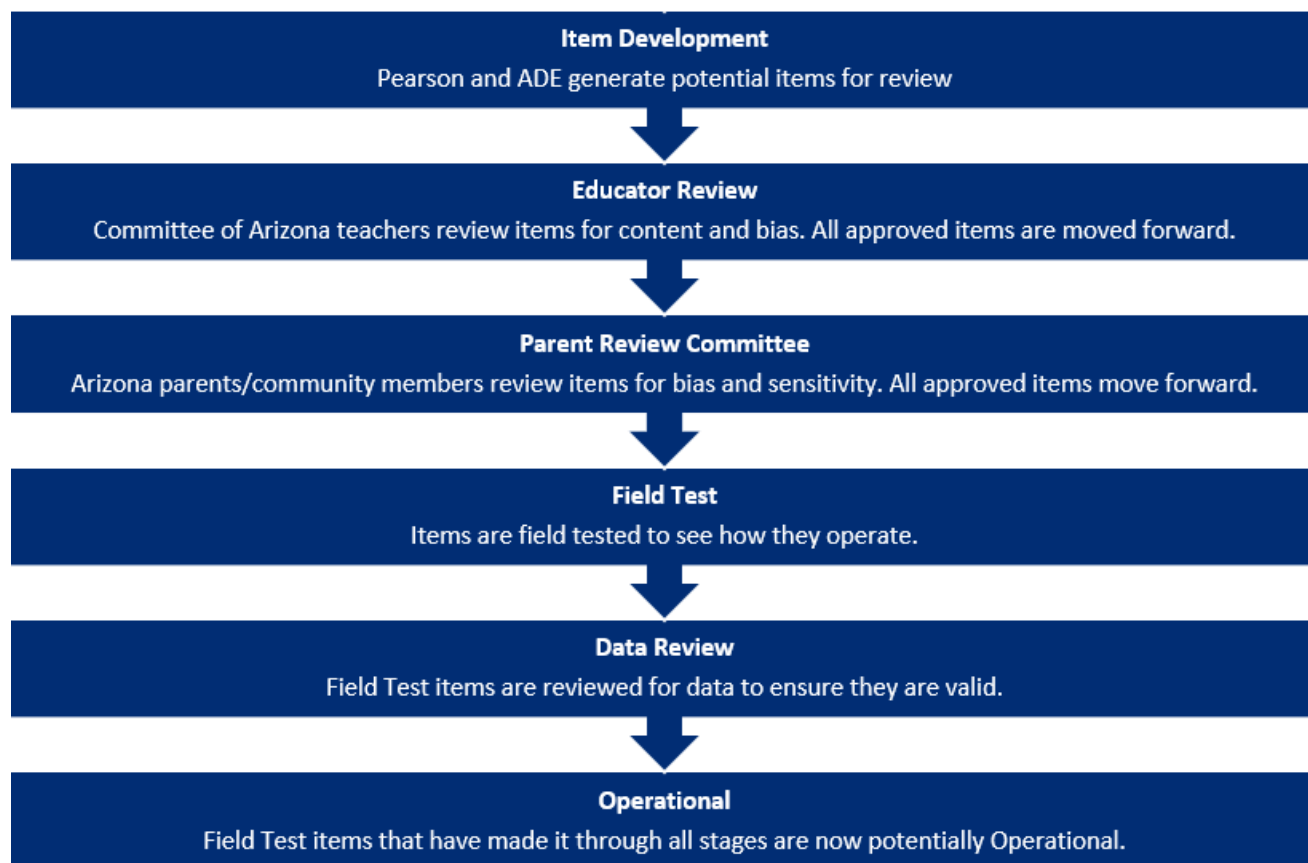 Item Development
Pearson and ADE generate potential items for review
Educator Review
Committee of Arizona teachers review items for content and bias. All approved items are moved forward.
Parent Review Committee
Arizona parents/community members review items for bias and sensitivity. All approved items move forward.
Field Test
Items are field tested to see how they operate.
Data Review
Field Test items are reviewed for data to ensure they are valid.
Operational
Field Test items that have made it through all stages are now potentially Operational.